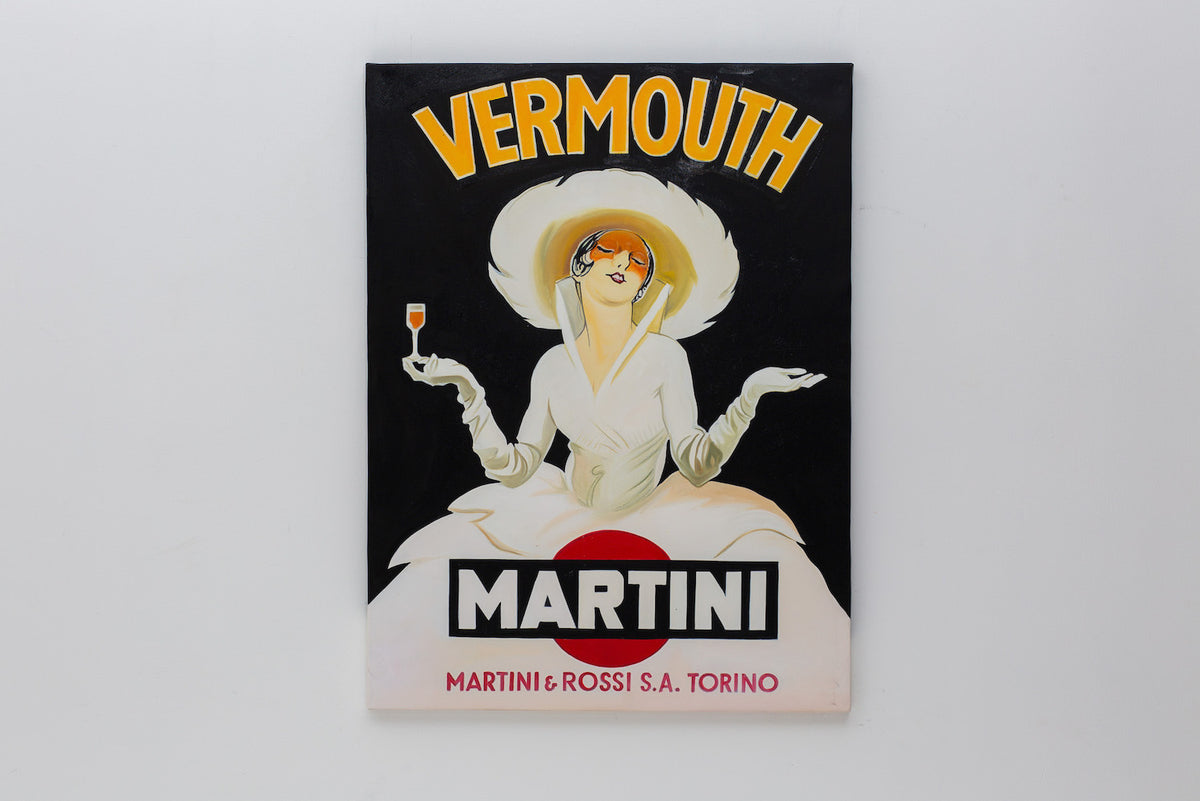 VERMOUTH
MARTINI
MARTINI & ROSSI S.A. TORINO